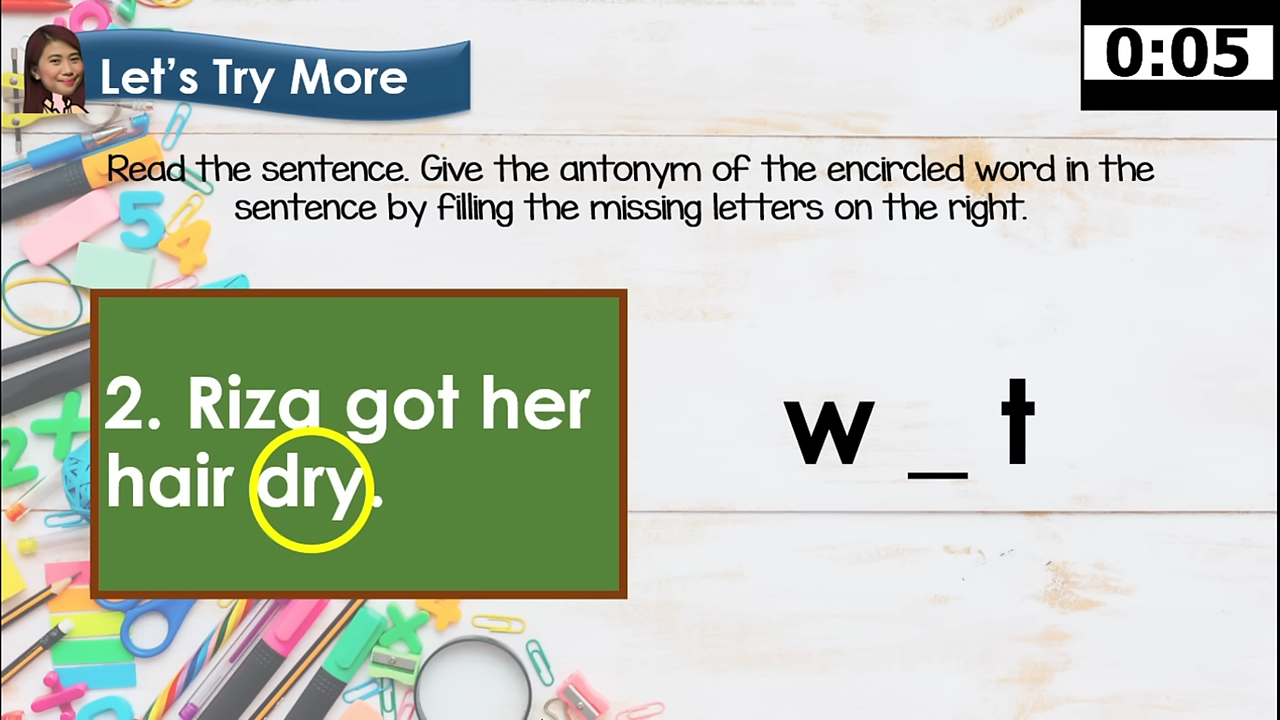 0:05
Let's Try More
Read the sentence. Give the antonym of the encircled word in the
sentence by filling the missing letters on the right.
2. Riza got her
hair dry.
w _ t